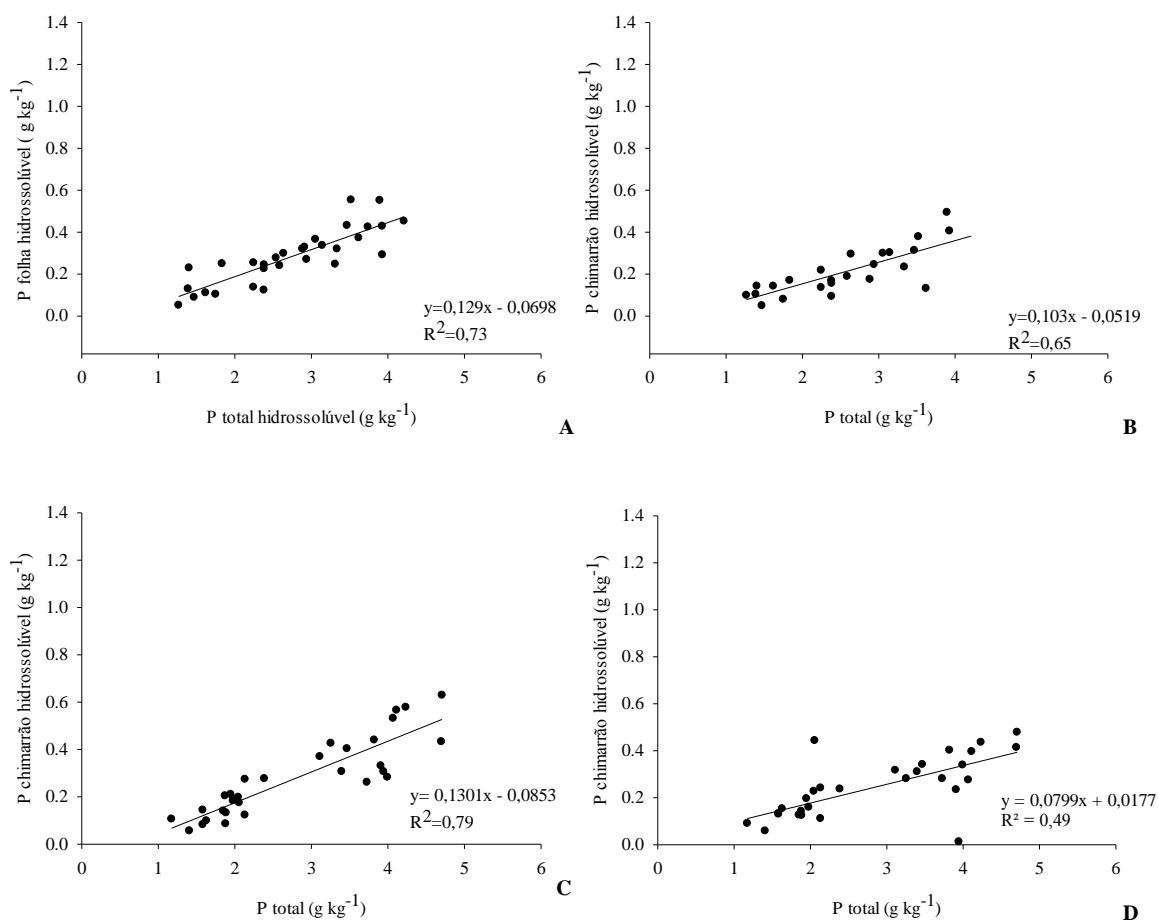 P folha hidrossolúvel ( g kg-1)
1.4
1.2
1.0
0.8
0.6
0.4
0.2
0.0
y=0,129x - 0,0698
R2=0,73
0 1 2 3 4 5 6
P total hidrossolúvel (g kg-1)
A
P chimarrão hidrossolúvel (g kg-1)
1.4
1.2
1.0
0.8
0.6
0.4
0.2
0.0
y=0,103x - 0,0519
R2=0,65
0 1 2 3 4 5 6
P total (g kg-1)
B
P chimarrão hidrossolúvel (g kg-1)
1.4
1.2
1.0
0.8
0.6
0.4
0.2
0.0
y= 0,1301x - 0,0853
R2=0,79
0 1 2 3 4 5 6
P total (g kg-1)
C
P chimarrão hidrossolúvel (g kg-1)
1.4
1.2
1.0
0.8
0.6
0.4
0.2
0.0
y = 0,0799x + 0,0177
R² = 0,49
0 1 2 3 4 5 6
P total (g kg-1)
D